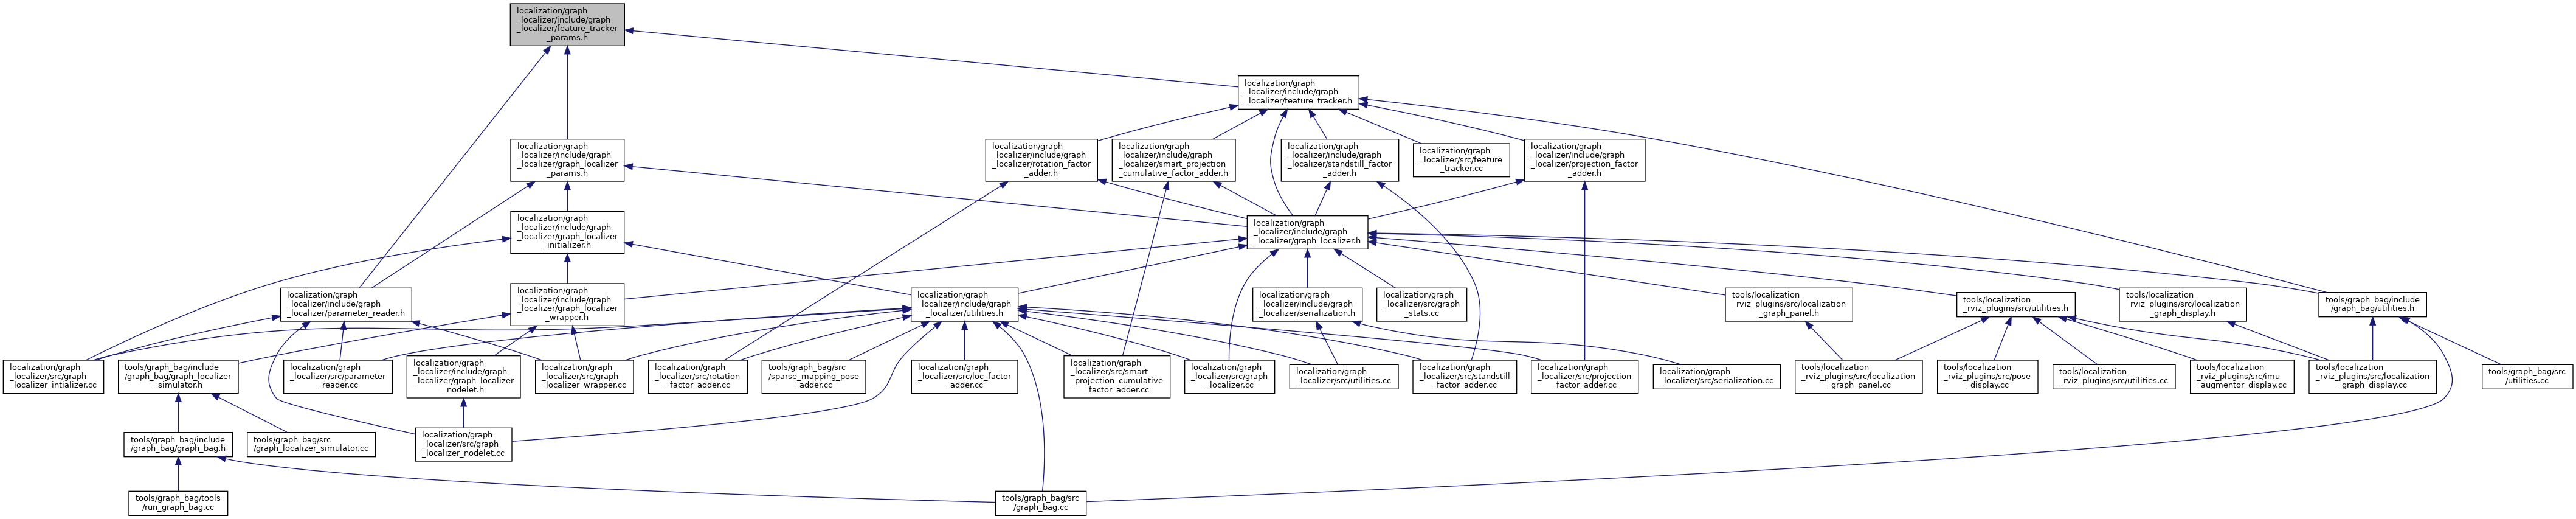 localization/graph
_localizer/include/graph
_localizer/feature_tracker
_params.h
localization/graph
_localizer/include/graph
_localizer/feature_tracker.h
localization/graph
_localizer/include/graph
_localizer/graph_localizer
_params.h
localization/graph
_localizer/include/graph
_localizer/rotation_factor
_adder.h
localization/graph
_localizer/include/graph
_localizer/smart_projection
_cumulative_factor_adder.h
localization/graph
_localizer/include/graph
_localizer/standstill_factor
_adder.h
localization/graph
_localizer/src/feature
_tracker.cc
localization/graph
_localizer/include/graph
_localizer/projection_factor
_adder.h
localization/graph
_localizer/include/graph
_localizer/graph_localizer
_initializer.h
localization/graph
_localizer/include/graph
_localizer/graph_localizer.h
localization/graph
_localizer/include/graph
_localizer/parameter_reader.h
localization/graph
_localizer/include/graph
_localizer/graph_localizer
_wrapper.h
localization/graph
_localizer/include/graph
_localizer/utilities.h
localization/graph
_localizer/include/graph
_localizer/serialization.h
localization/graph
_localizer/src/graph
_stats.cc
tools/localization
_rviz_plugins/src/localization
_graph_panel.h
tools/localization
_rviz_plugins/src/utilities.h
tools/localization
_rviz_plugins/src/localization
_graph_display.h
tools/graph_bag/include
/graph_bag/utilities.h
localization/graph
_localizer/src/graph
_localizer_intializer.cc
tools/graph_bag/include
/graph_bag/graph_localizer
_simulator.h
localization/graph
_localizer/src/parameter
_reader.cc
localization/graph
_localizer/include/graph
_localizer/graph_localizer
_nodelet.h
localization/graph
_localizer/src/graph
_localizer_wrapper.cc
localization/graph
_localizer/src/rotation
_factor_adder.cc
tools/graph_bag/src
/sparse_mapping_pose
_adder.cc
localization/graph
_localizer/src/loc_factor
_adder.cc
localization/graph
_localizer/src/smart
_projection_cumulative
_factor_adder.cc
localization/graph
_localizer/src/graph
_localizer.cc
localization/graph
_localizer/src/utilities.cc
localization/graph
_localizer/src/standstill
_factor_adder.cc
localization/graph
_localizer/src/projection
_factor_adder.cc
localization/graph
_localizer/src/serialization.cc
tools/localization
_rviz_plugins/src/localization
_graph_panel.cc
tools/localization
_rviz_plugins/src/pose
_display.cc
tools/localization
_rviz_plugins/src/utilities.cc
tools/localization
_rviz_plugins/src/imu
_augmentor_display.cc
tools/localization
_rviz_plugins/src/localization
_graph_display.cc
tools/graph_bag/src
/utilities.cc
tools/graph_bag/include
/graph_bag/graph_bag.h
tools/graph_bag/src
/graph_localizer_simulator.cc
localization/graph
_localizer/src/graph
_localizer_nodelet.cc
tools/graph_bag/tools
/run_graph_bag.cc
tools/graph_bag/src
/graph_bag.cc